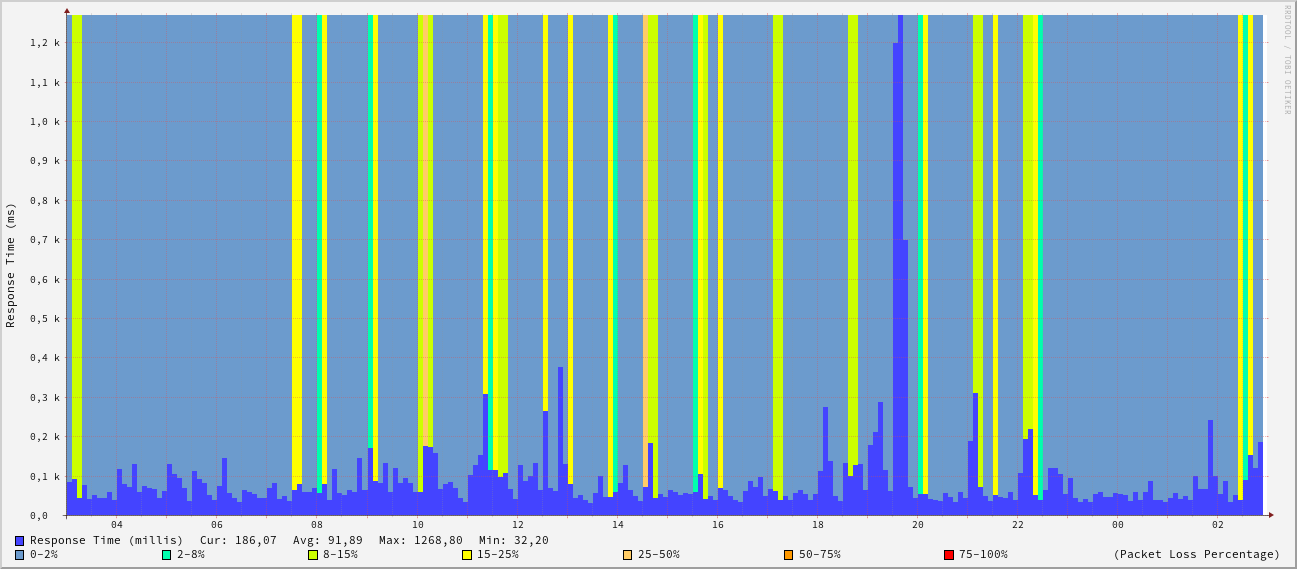 RRDTOOL / TOBI OETIKER
Response Time (ms)
1,2 k
1,1 k
1,0 k
0,9 k
0,8 k
0,7 k
0,6 k
0,5 k
0,4 k
0,3 k
0,2 k
0,1 k
0,0
04 06 08 10 12 14 16 18 20 22 00 02
Response Time (millis) Cur: 186,07 Avg: 91,89 Max: 1268,80 Min: 32,20
0-2% 2-8% 8-15% 15-25% 25-50% 50-75% 75-100% (Packet Loss Percentage)